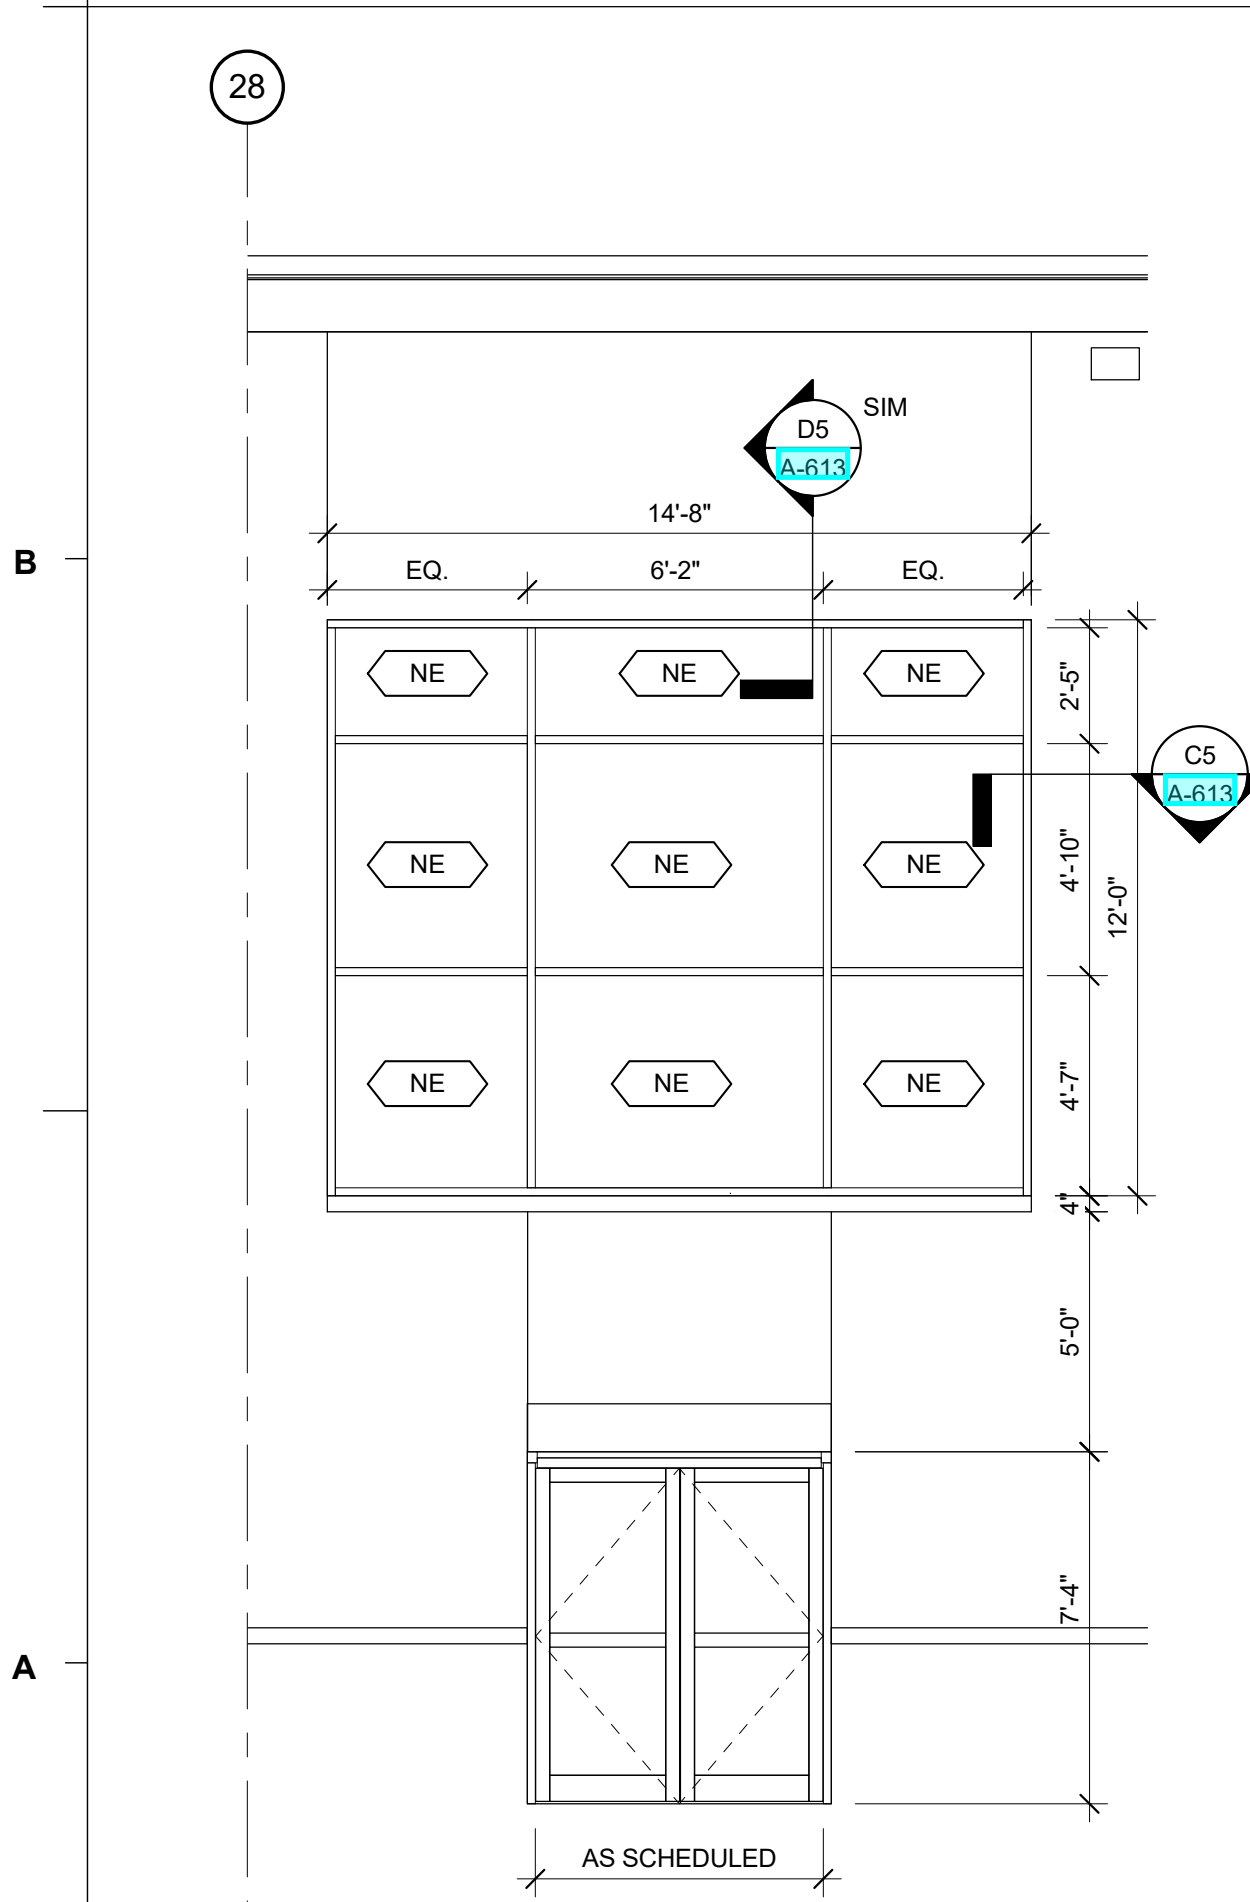 28
D5
SIM
A-613
14'-8"
B
EQ.
6'-2"
EQ.
NE
NE
NE
2'-5"
C5
A-613
NE
NE
NE
4'-10"
12'-0"
NE
NE
NE
4'-7"
4"
5'-0"
7'-4"
A
AS SCHEDULED